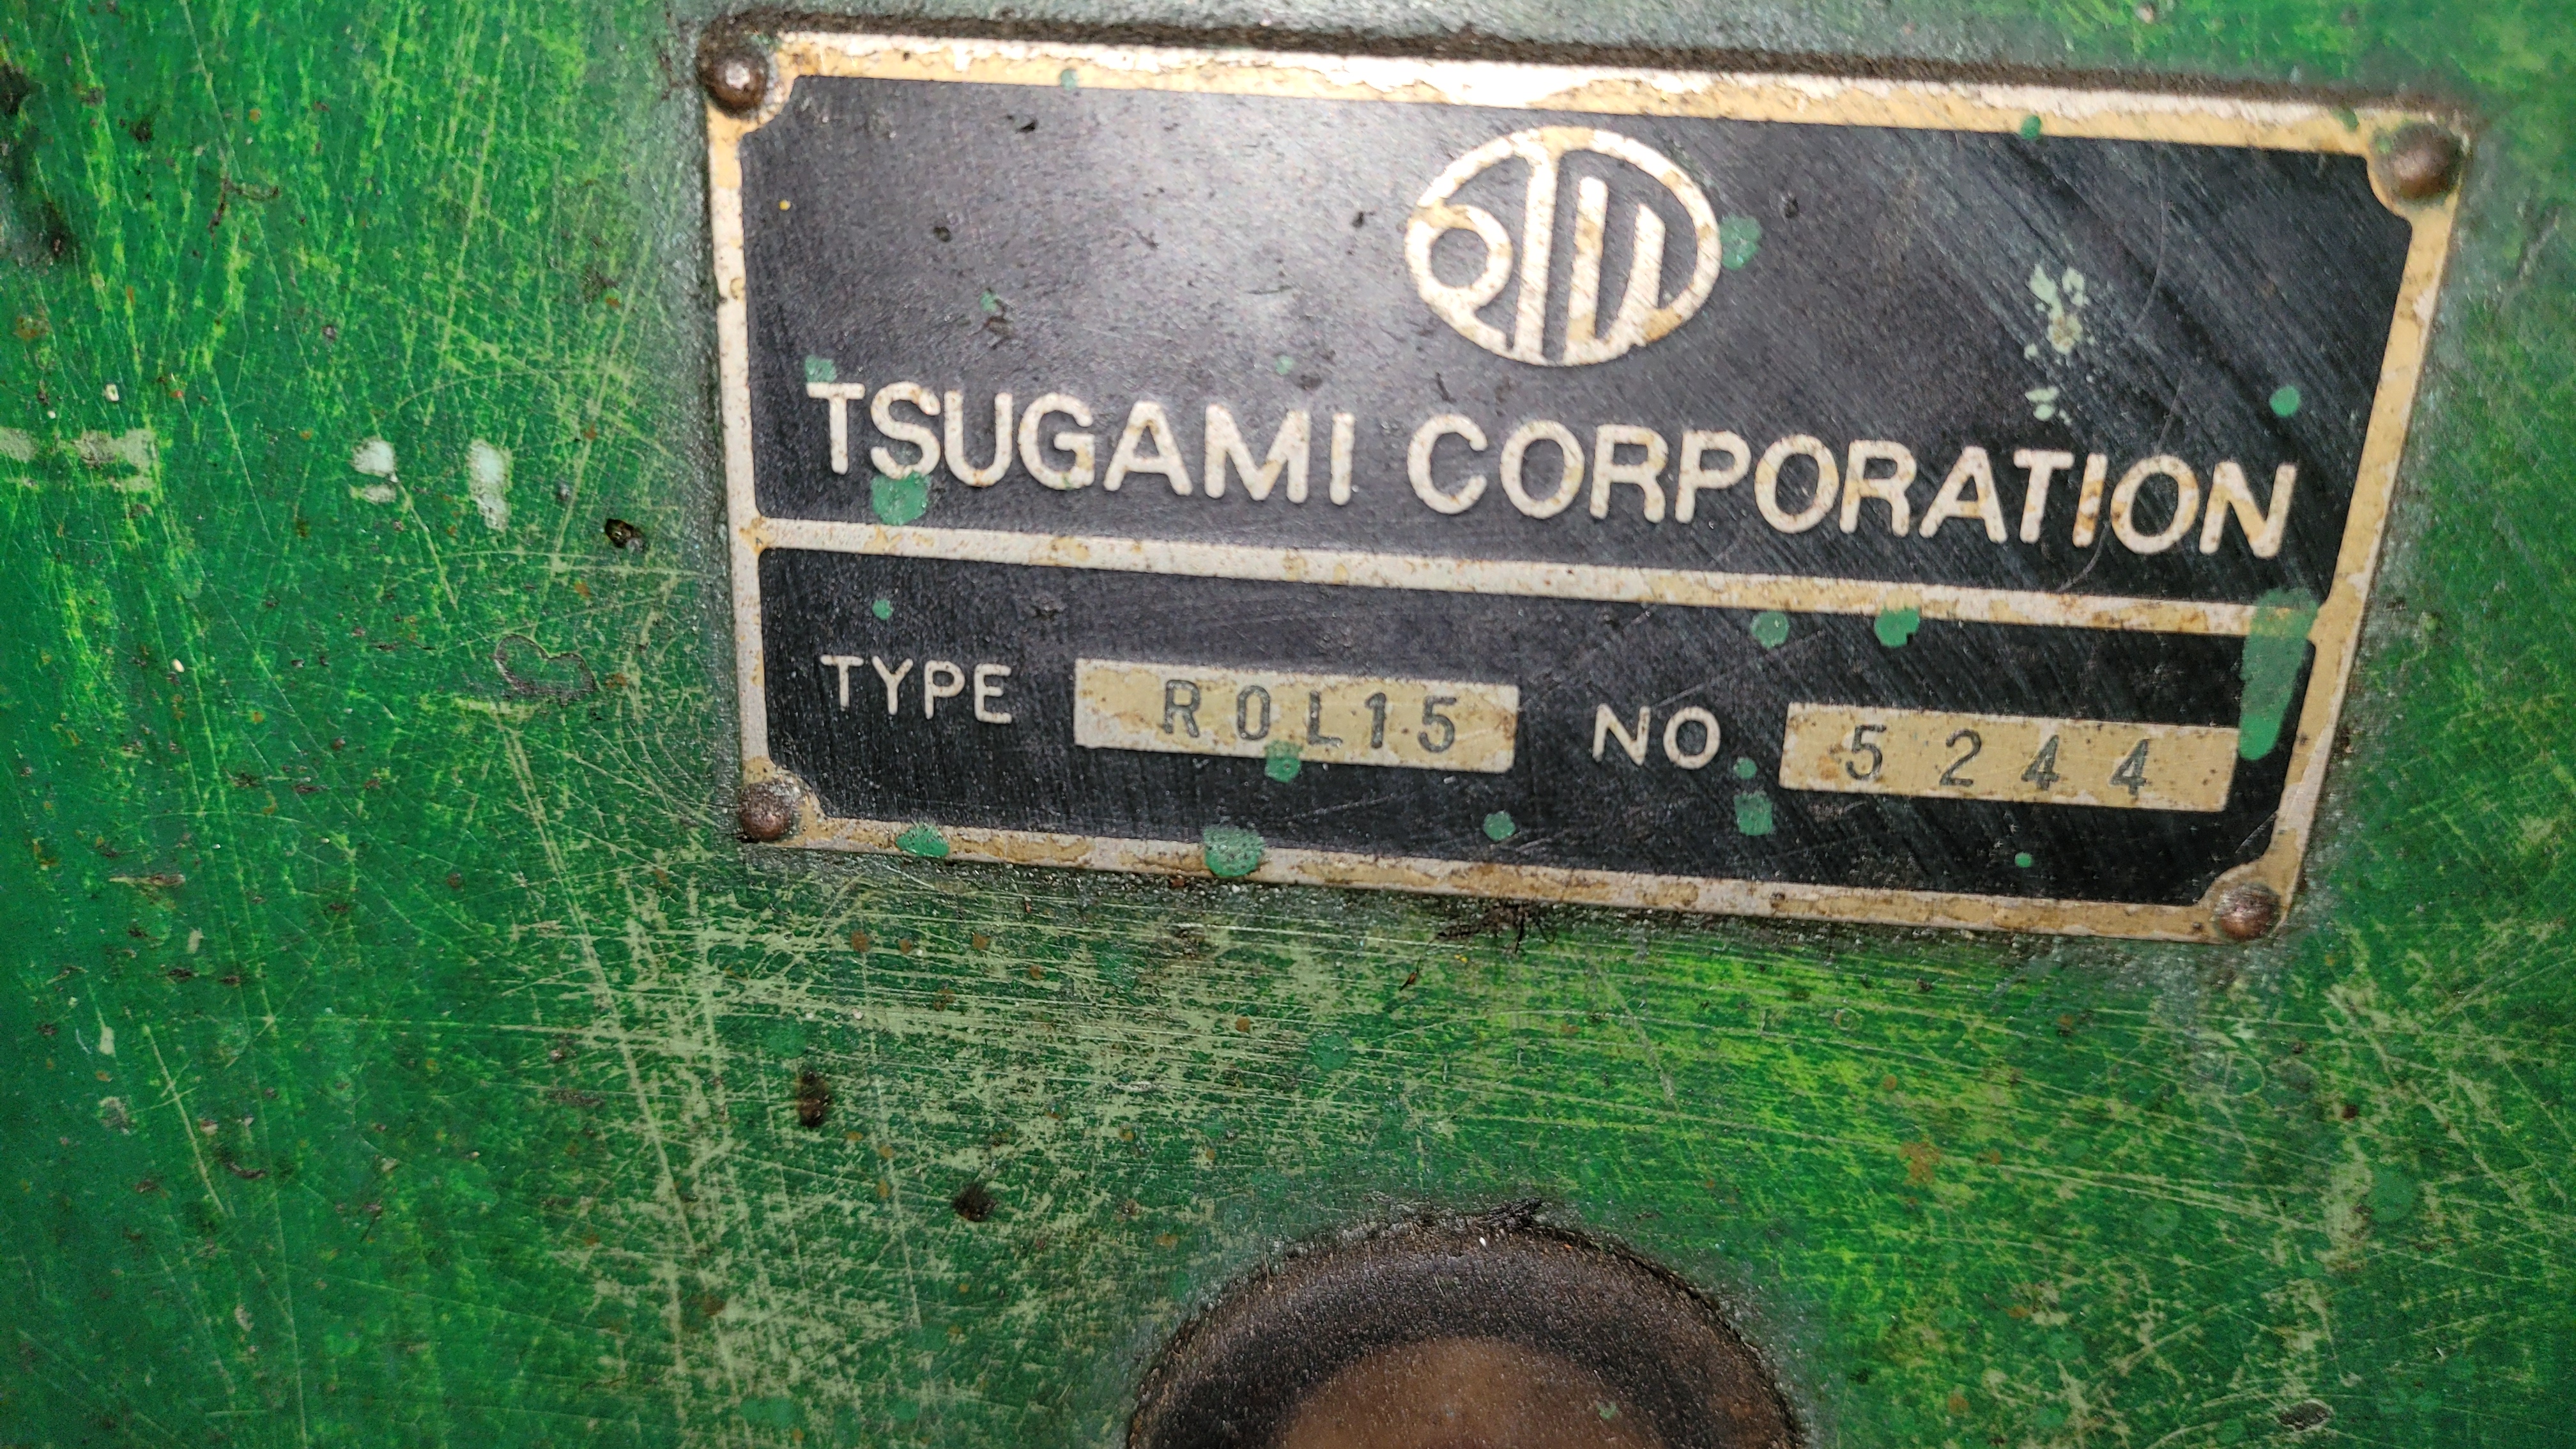 TSUGAMI CORPORATION
TYPE R0L15 NO 5244